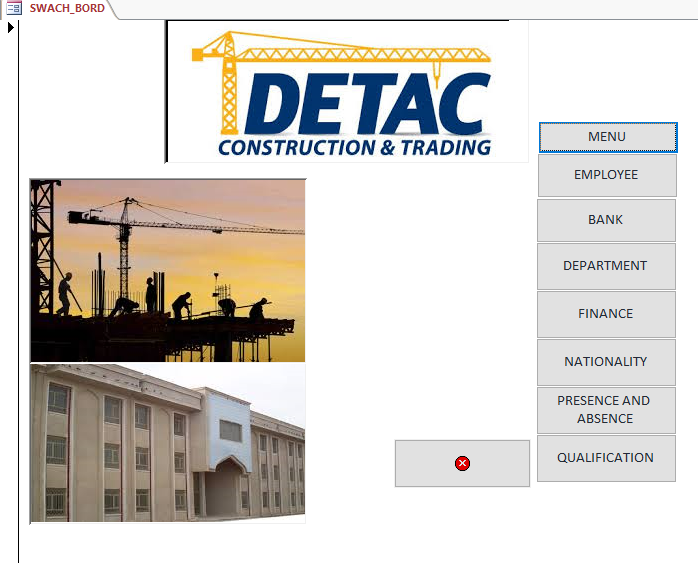 SWACH_BORD
DETAC
CONSTRUCTION & TRADING
MENU
EMPLOYEE
BANK
DEPARTMENT
FINANCE
NATIONALITY
PRESENCE AND
ABSENCE
QUALIFICATION